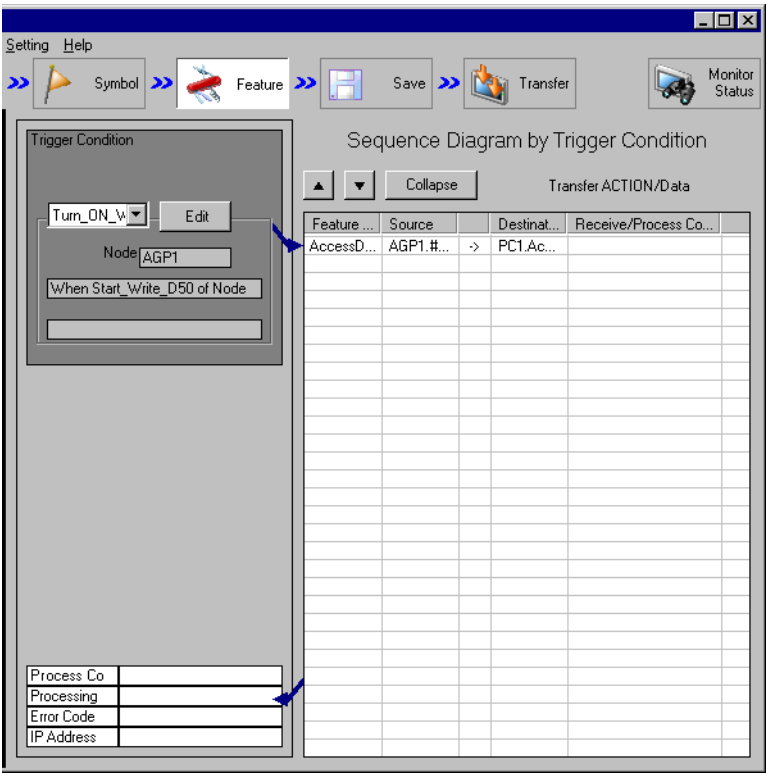 Setting Help
Symbol Feature Save Transfer Monitor Status
Trigger Condition
Sequence Diagram by Trigger Condition
Collapse Transfer ACTION/Data
Turn_ON_W Edit
Feature ... Source Destinat... Receive/Process Co...
AccessD... AGP1.#... -> PC1.Ac...
Node AGP1
When Start_Write_D50 of Node
Process Co
Processing
Error Code
IP Address